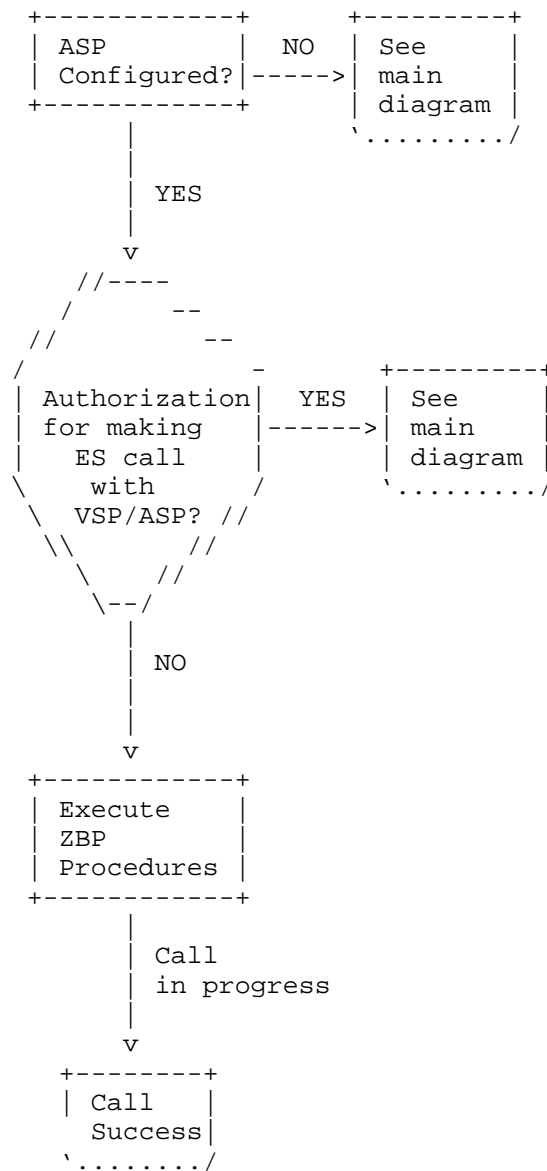 ASP NO See
Configured? main
diagram
YES
Authorization YES See
for making main
ES call diagram
with
VSP/ASP?
NO
Execute
ZBP
Procedures
Call
in progress
Call
Success